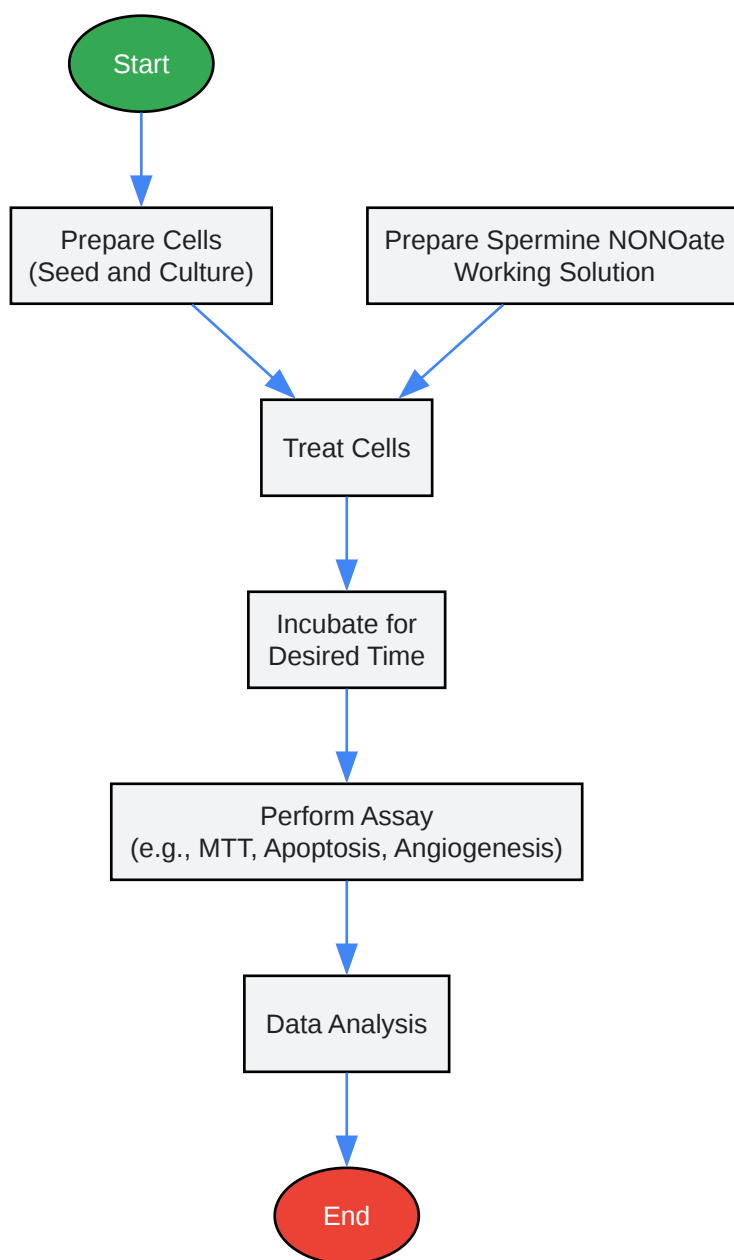 Start
Prepare Cells
(Seed and Culture)
Prepare Spermine NONOate
Working Solution
Treat Cells
Incubate for
Desired Time
Perform Assay
(e.g., MTT, Apoptosis, Angiogenesis)
Data Analysis
End